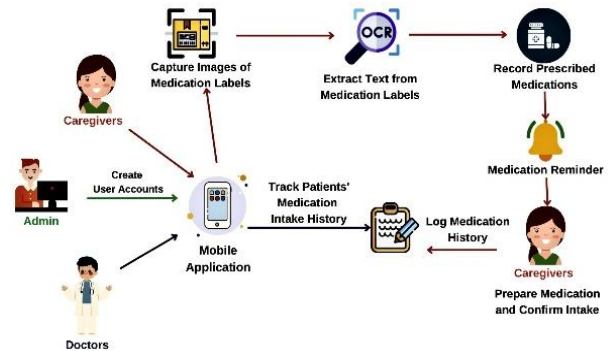 OCR
Capture Images of
Medication Labels
Extract Text from
Medication Labels
Record Prescribed
Medications
Caregivers
Medication Reminder
Create
User Accounts
Admin
Track Patients'
Medication
Intake History
Mobile
Application
Log Medication
History
Caregivers
Prepare Medication
and Confirm Intake
Doctors